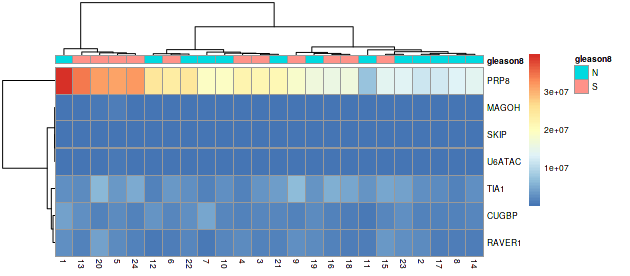 gleason8
gleason8
N
S
3e+07
2e+07
1e+07
PRP8
MAGOH
SKIP
U6ATAC
TIA1
CUGBP
RAVER1
1 13 20 5 24 12 6 22 7 10 4 3 21 9 19 16 18 11 15 23 2 17 8 14